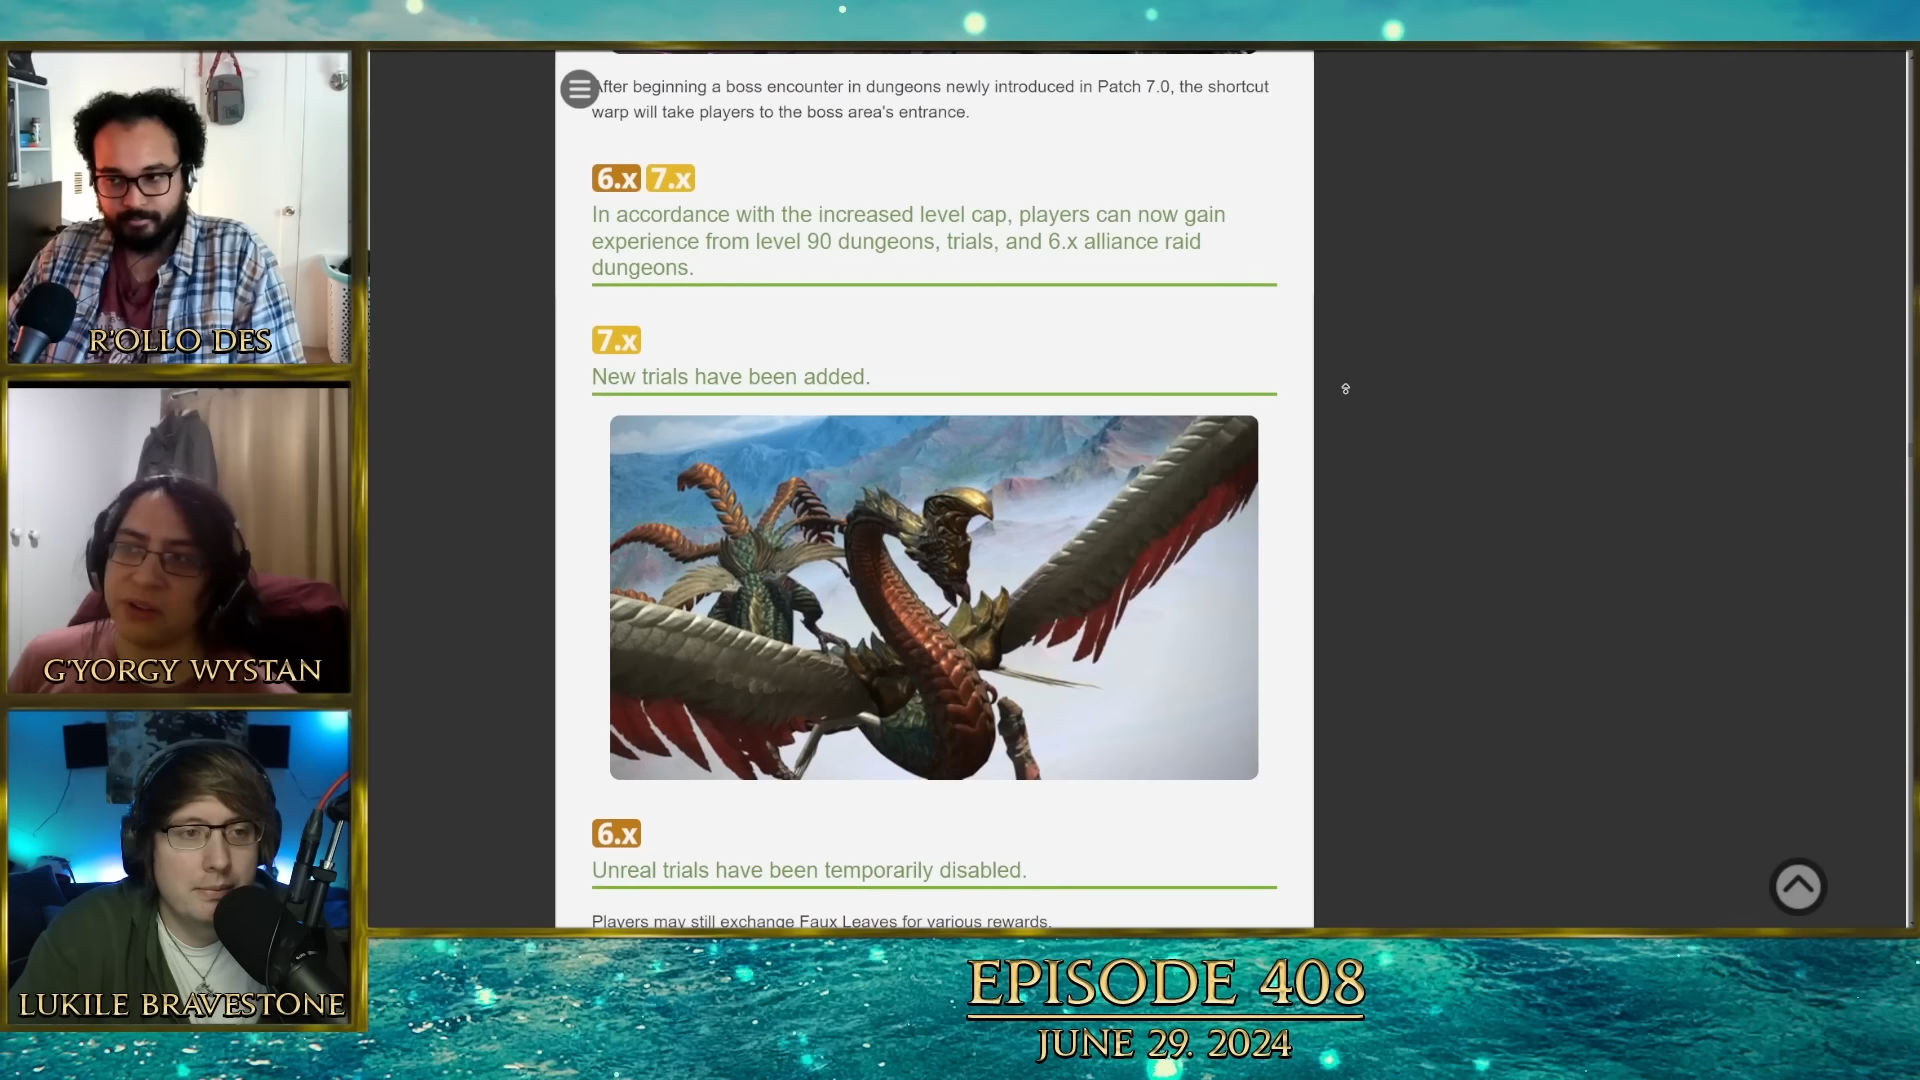 After beginning a boss encounter in dungeons newly introduced in Patch 7.0, the shortcut
warp will take players to the boss area's entrance.
6.x 7.x
In accordance with the increased level cap, players can now gain
experience from level 90 dungeons, trials, and 6.x alliance raid
dungeons.
7.x
New trials have been added.
6.x
Unreal trials have been temporarily disabled.
Players may still exchange Faux Leaves for various rewards.
R'OLLO DES
G'YORGY WYSTAN
LUKILE BRAVESTONE
EPISODE 408
JUNE 29. 2024